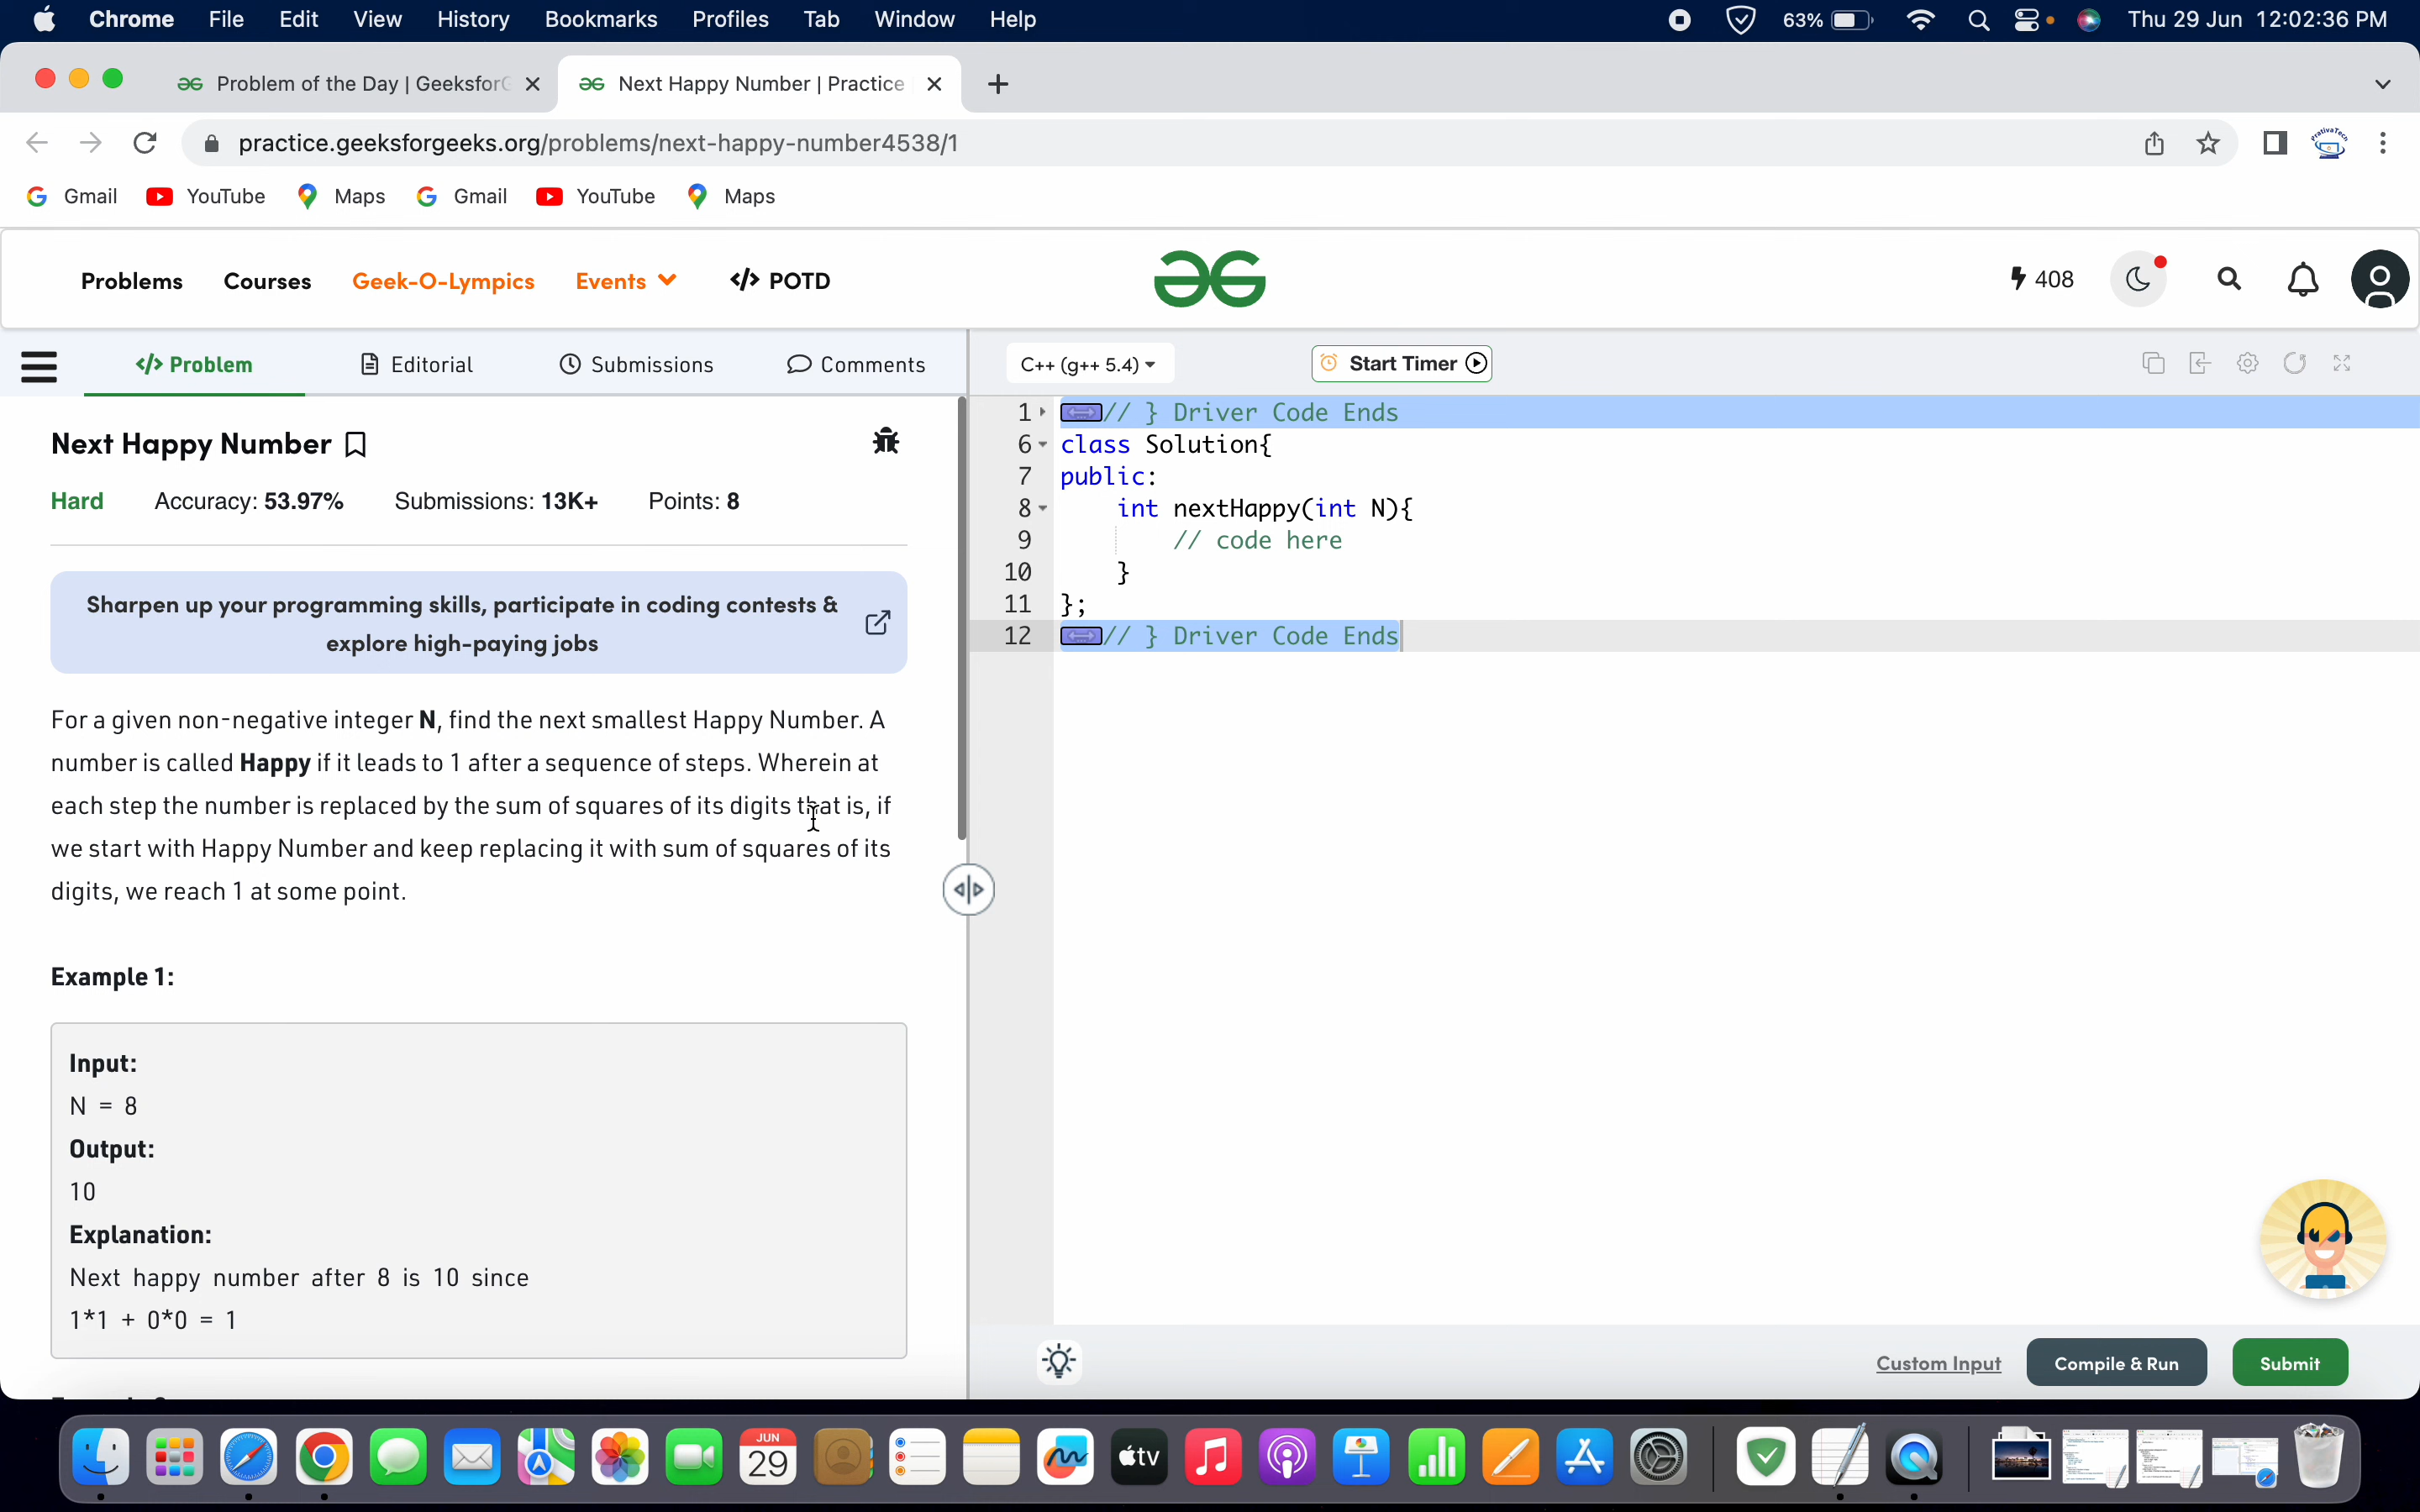 Chrome File Edit View History Bookmarks Profiles Tab Window Help 63% Thu 29 Jun 12:02:36 PM
Problem of the Day | Geeksfor Next Happy Number | Practice
practice.geeksforgeeks.org/problems/next-happy-number4538/1
Gmail YouTube Maps Gmail YouTube Maps
Problems Courses Geek-O-Lympics Events </> POTD 408
</> Problem Editorial Submissions Comments C++ (g++ 5.4) Start Timer
Next Happy Number
Hard Accuracy: 53.97% Submissions: 13K+ Points: 8
Sharpen up your programming skills, participate in coding contests &
explore high-paying jobs
For a given non-negative integer N, find the next smallest Happy Number. A
number is called Happy if it leads to 1 after a sequence of steps. Wherein at
each step the number is replaced by the sum of squares of its digits that is, if
we start with Happy Number and keep replacing it with sum of squares of its
digits, we reach 1 at some point.
Example 1:
Input:
N = 8
Output:
10
Explanation:
Next happy number after 8 is 10 since
1*1 + 0*0 = 1
1 // } Driver Code Ends
6 class Solution{
7 public:
8 int nextHappy(int N){
9 // code here
10 }
11 };
12 // } Driver Code Ends
Custom Input Compile & Run Submit
JUN
29
tv